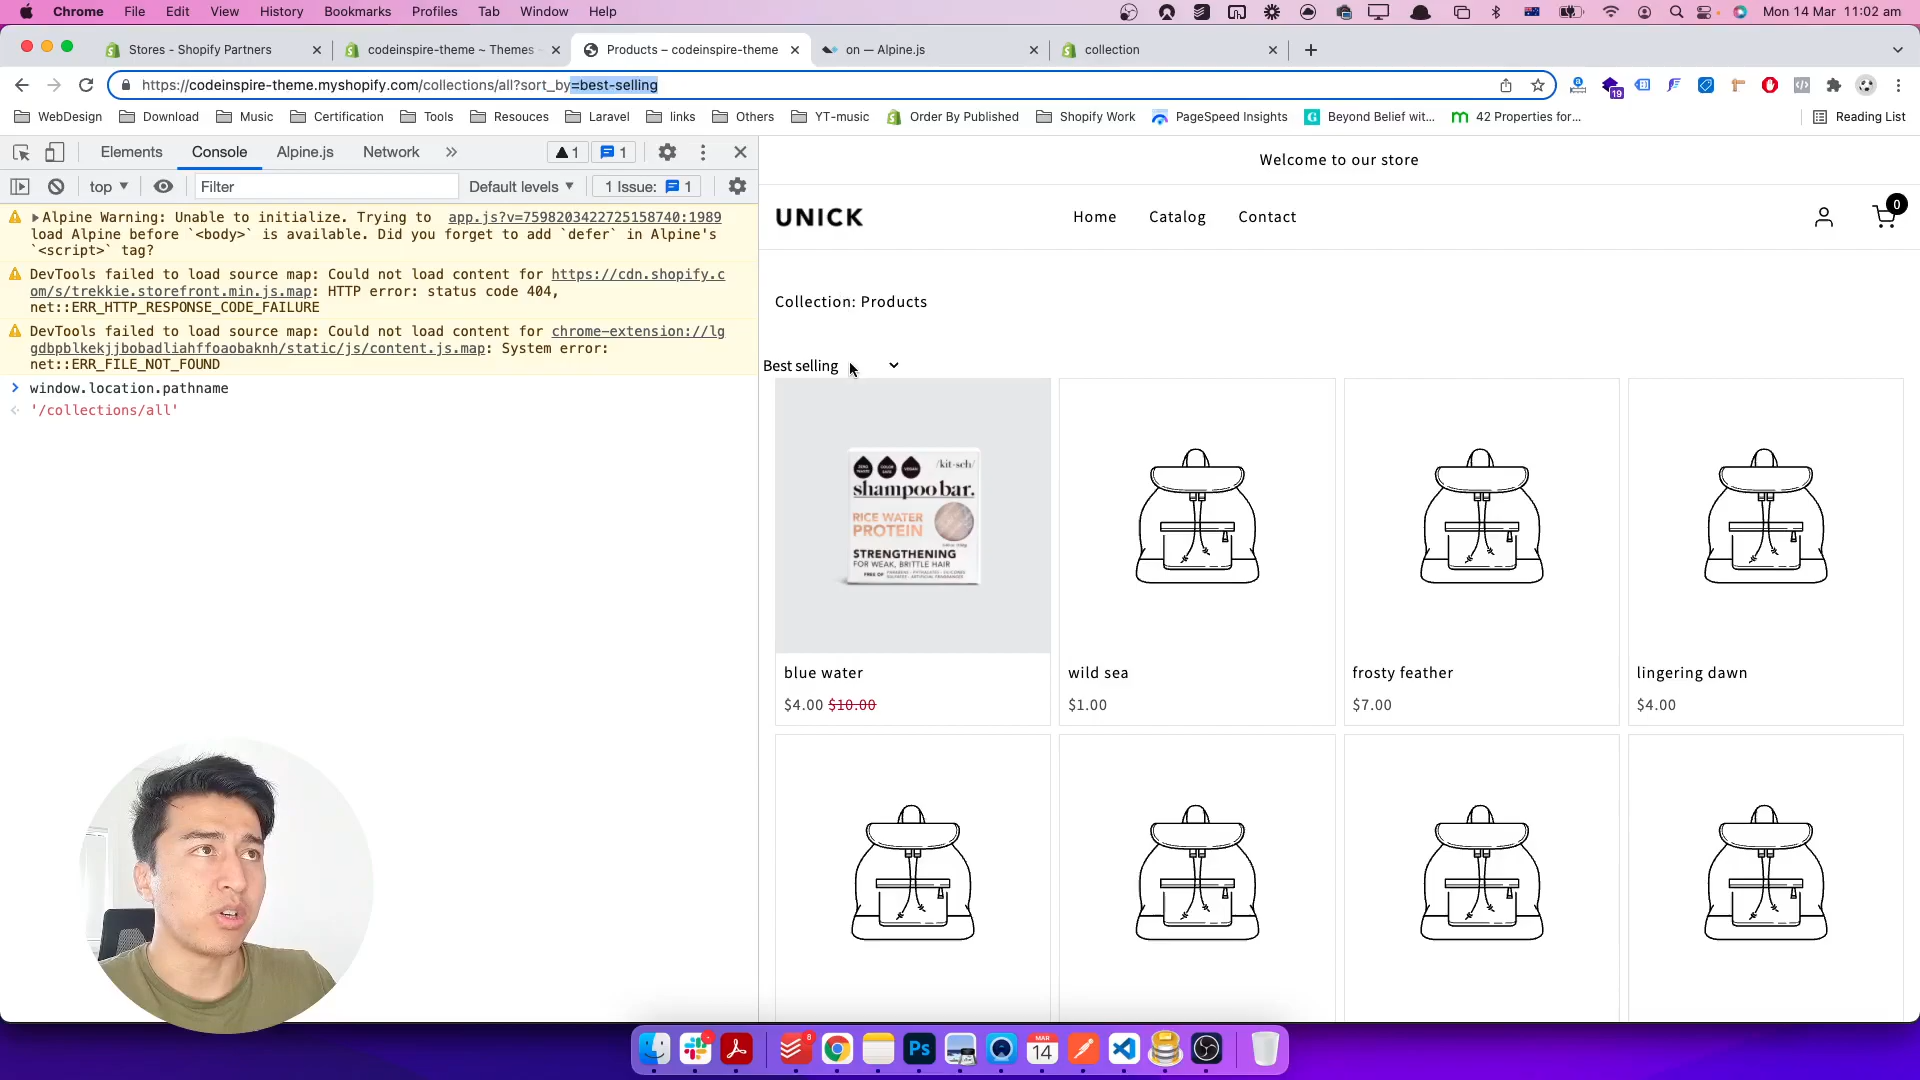 Chrome File Edit View History Bookmarks Profiles Tab Window Help
Mon 14 Mar 11:02 am
Stores - Shopify Partners
codeinspire-theme ~ Themes -
Products – codeinspire-theme
on — Alpine.js
collection
https://codeinspire-theme.myshopify.com/collections/all?sort_by=best-selling
19
WebDesign Download Music Certification Tools Resouces Laravel links Others YT-music Order By Published Shopify Work PageSpeed Insights Beyond Belief wit... 42 Properties for... Reading List
Elements Console Alpine.js Network » 1 1
top Filter Default levels 1 Issue: 1
Alpine Warning: Unable to initialize. Trying to app.js?v=7598203422725158740:1989
load Alpine before `<body>` is available. Did you forget to add `defer` in Alpine's
`<script>` tag?
DevTools failed to load source map: Could not load content for https://cdn.shopify.c
om/s/trekkie.storefront.min.js.map: HTTP error: status code 404,
net::ERR_HTTP_RESPONSE_CODE_FAILURE
DevTools failed to load source map: Could not load content for chrome-extension://lg
gdbpblkekjjbobadliahffoaobaknh/static/js/content.js.map: System error:
net::ERR_FILE_NOT_FOUND
window.location.pathname
'/collections/all'
Welcome to our store
UNICK
Home Catalog Contact
0
Collection: Products
Best selling
/kit·sch/
shampoo bar.
RICE WATER
PROTEIN
STRENGTHENING
FOR WEAK, BRITTLE HAIR
blue water
$4.00 $10.00
wild sea
$1.00
frosty feather
$7.00
lingering dawn
$4.00
8
Ps
MAR
14